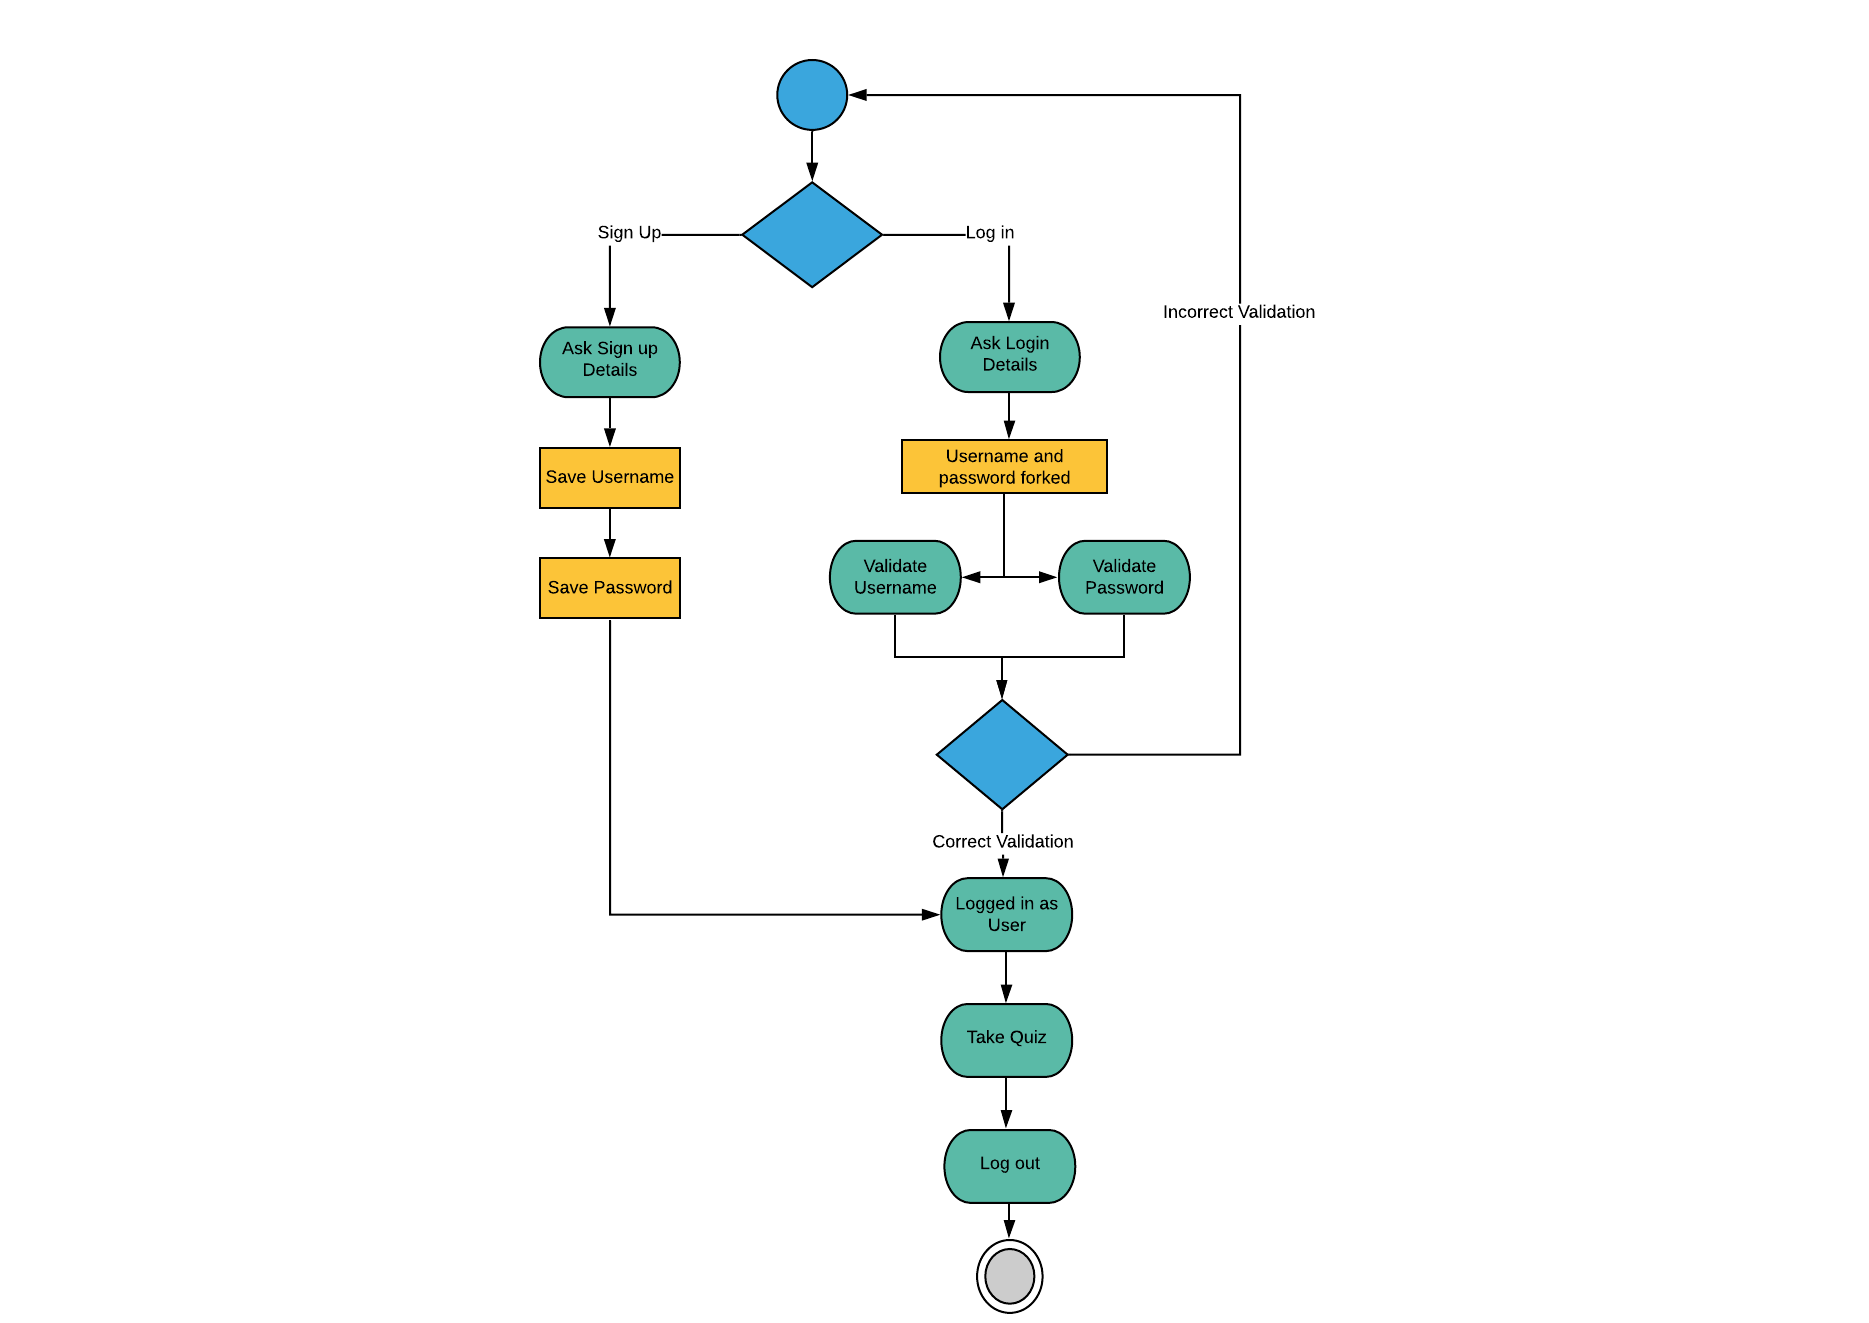 Sign Up
Log in
Incorrect Validation
Ask Sign up
Details
Ask Login
Details
Save Username
Username and
password forked
Save Password
Validate
Username
Validate
Password
Correct Validation
Logged in as
User
Take Quiz
Log out